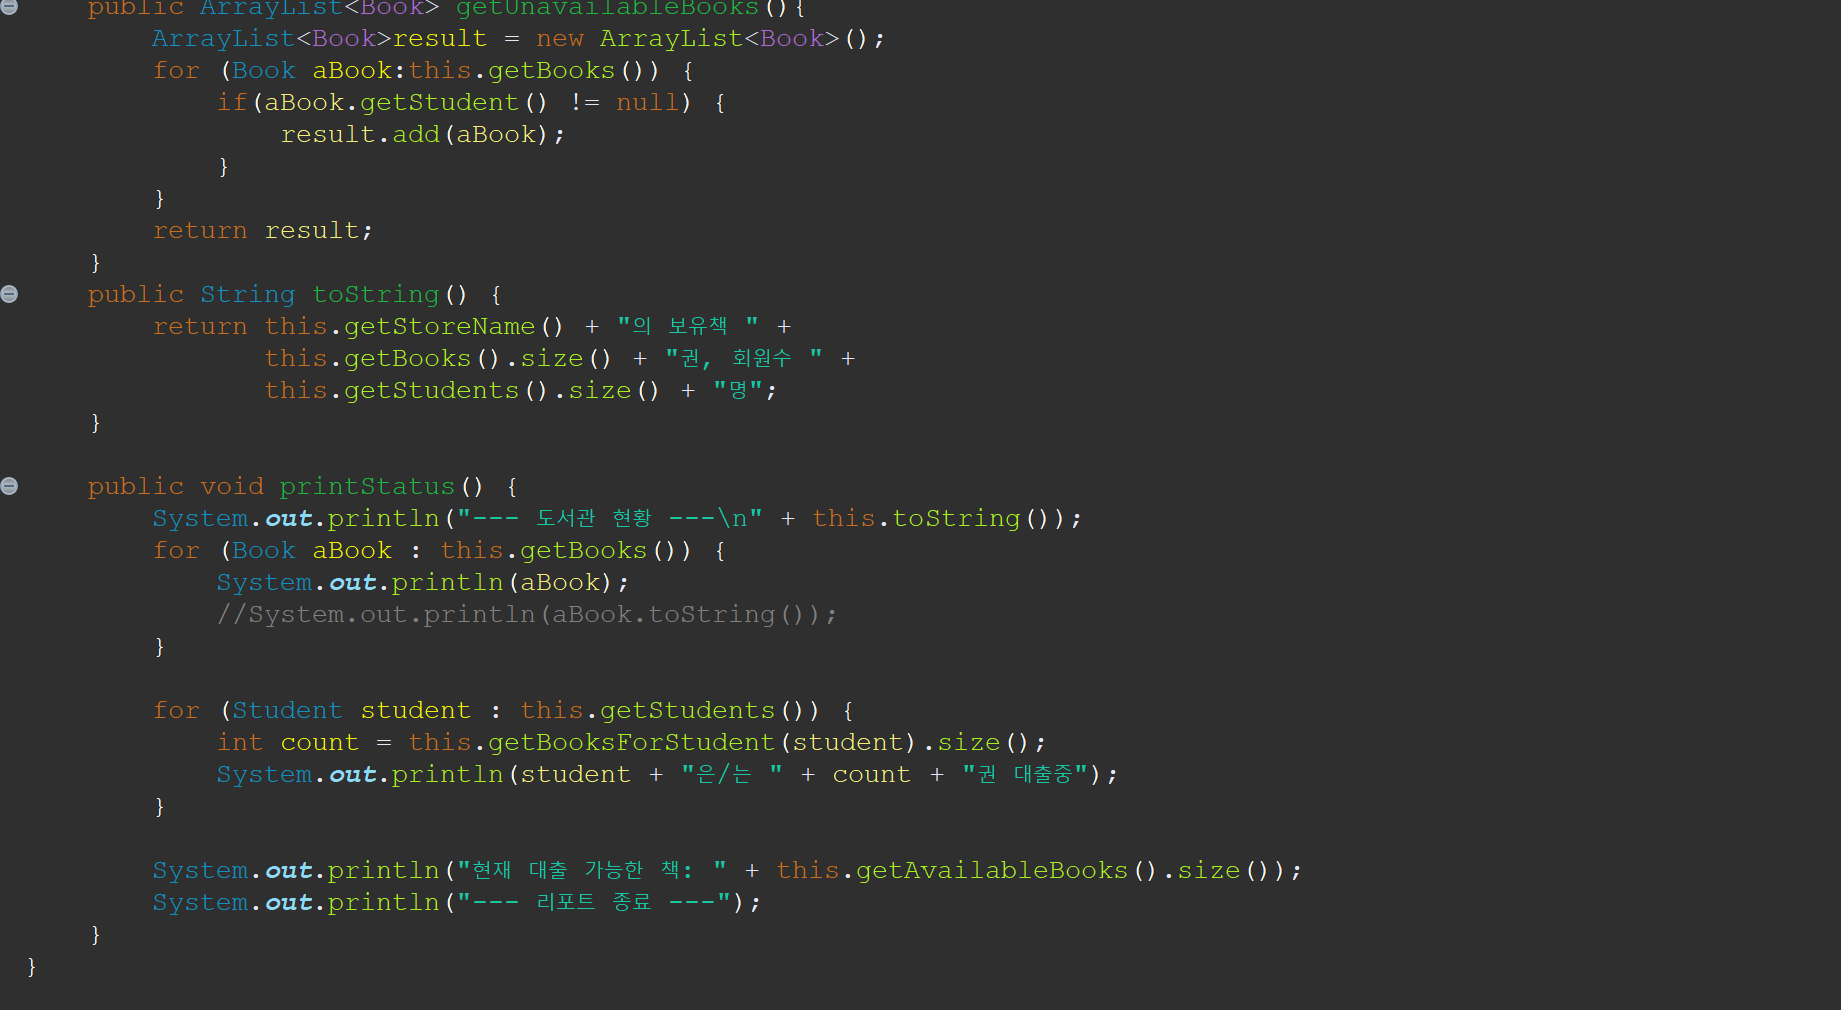 public ArrayList<Book> getUnavailableBooks(){
ArrayList<Book>result = new ArrayList<Book>();
for (Book aBook:this.getBooks()) {
if(aBook.getStudent() != null) {
result.add(aBook);
}
}
return result;
}
public String toString() {
return this.getStoreName() + "의 보유책 " +
this.getBooks().size() + "권, 회원수 " +
this.getStudents().size() + "명";
}
public void printStatus() {
System.out.println("--- 도서관 현황 ---\n" + this.toString());
for (Book aBook : this.getBooks()) {
System.out.println(aBook);
//System.out.println(aBook.toString());
}
for (Student student : this.getStudents()) {
int count = this.getBooksForStudent(student).size();
System.out.println(student + "은/는 " + count + "권 대출중");
}
System.out.println("현재 대출 가능한 책: " + this.getAvailableBooks().size());
System.out.println("--- 리포트 종료 ---");
}
}